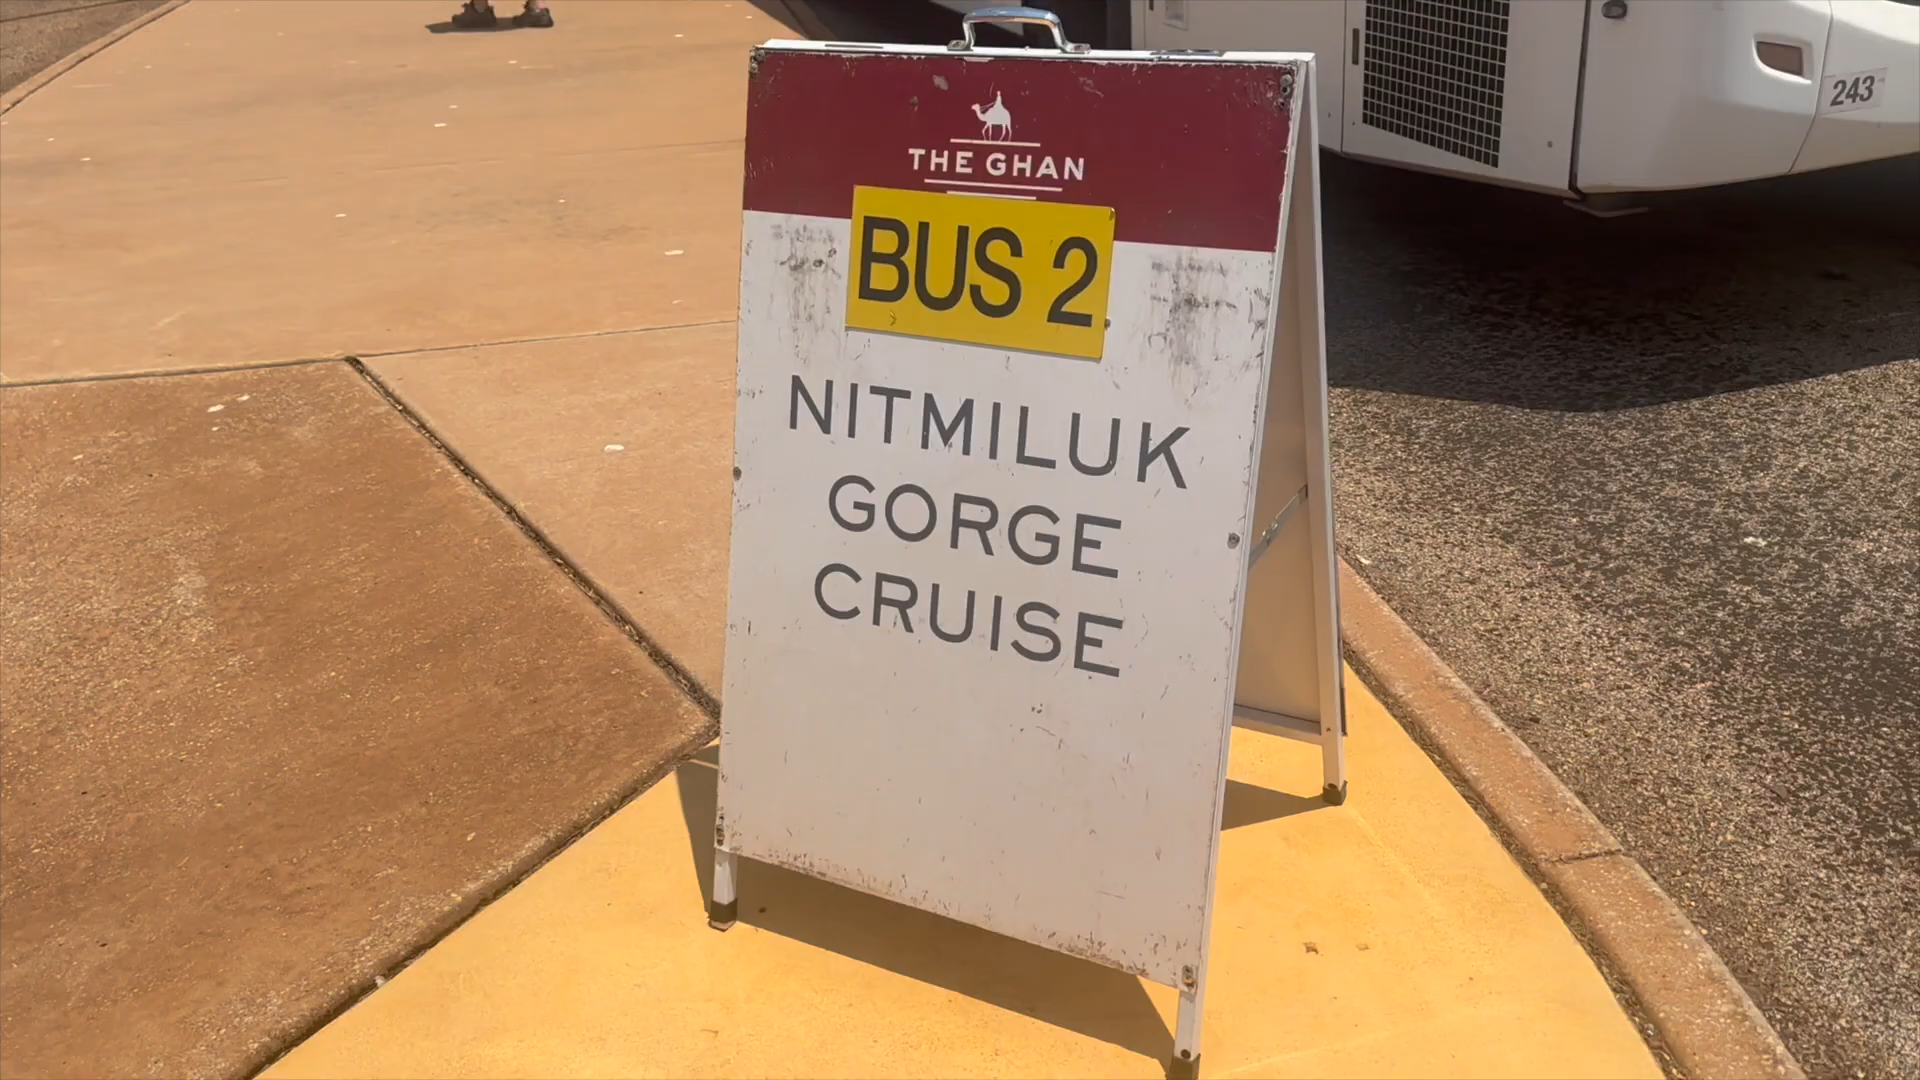 THE GHAN
BUS 2
NITMILUK
GORGE
CRUISE
243